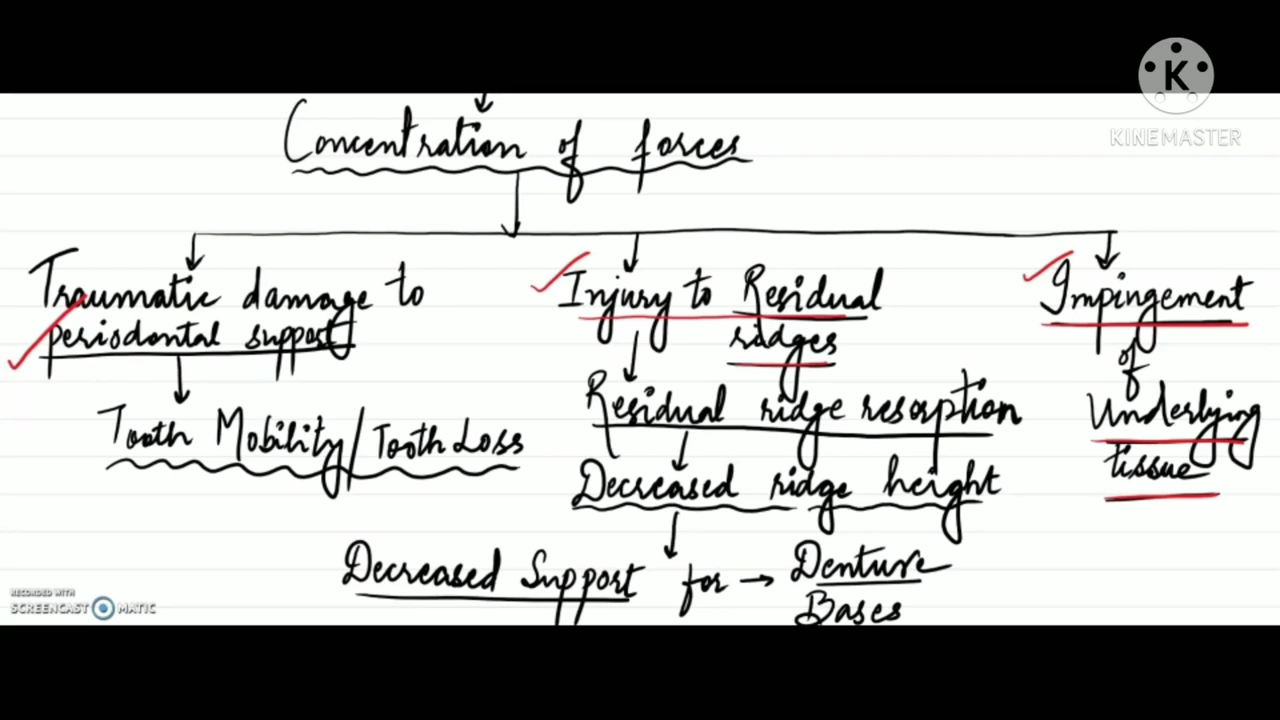 K
KINEMASTER
Concentration of forces
Traumatic damage to
periodontal support
Tooth Mobility/Tooth Loss
Injury to Residual
ridges
Residual ridge resorption
Decreased ridge height
Decreased Support for → Denture
Bases
Impingement
of
Underlying
tissue
RECORDED WITH
SCREENCAST MATIC